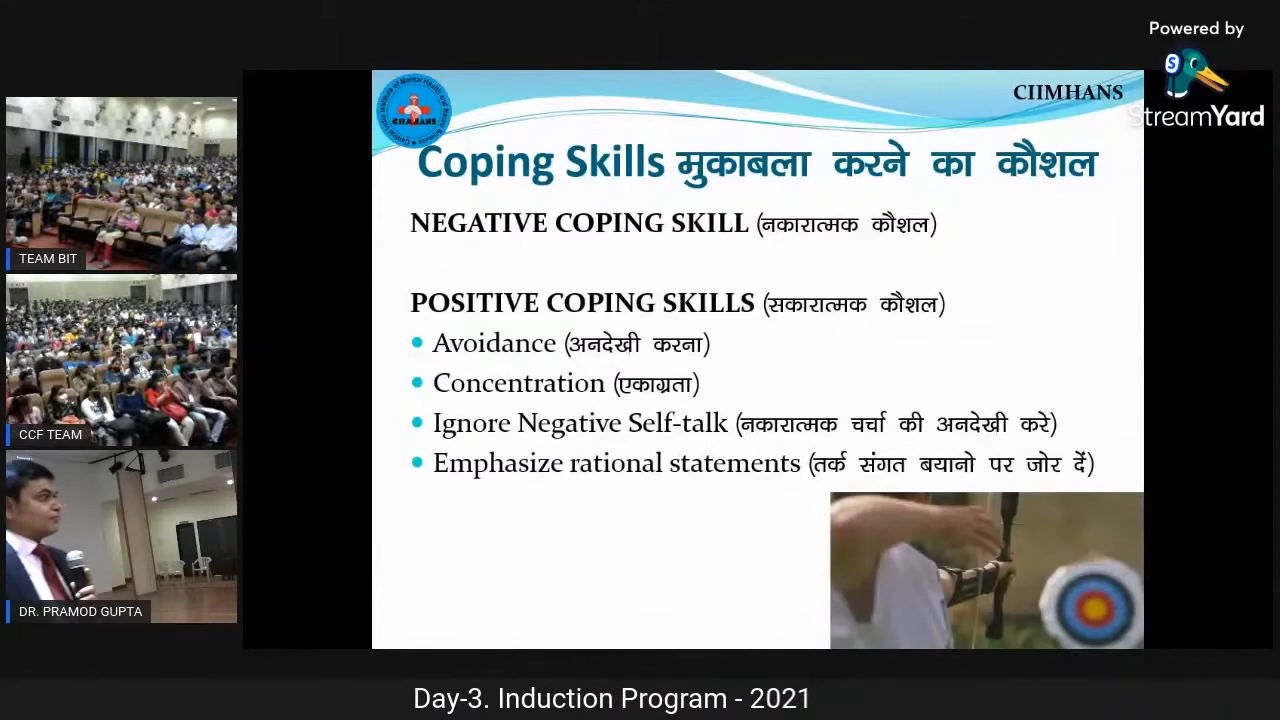 Powered by
StreamYard
CIIMHANS
Coping Skills मुकाबला करने का कौशल
NEGATIVE COPING SKILL (नकारात्मक कौशल)
POSITIVE COPING SKILLS (सकारात्मक कौशल)
Avoidance (अनदेखी करना)
Concentration (एकाग्रता)
Ignore Negative Self-talk (नकारात्मक चर्चा की अनदेखी करे)
Emphasize rational statements (तर्क संगत बयानो पर जोर दें)
TEAM BIT
CCF TEAM
DR. PRAMOD GUPTA
Day-3. Induction Program - 2021